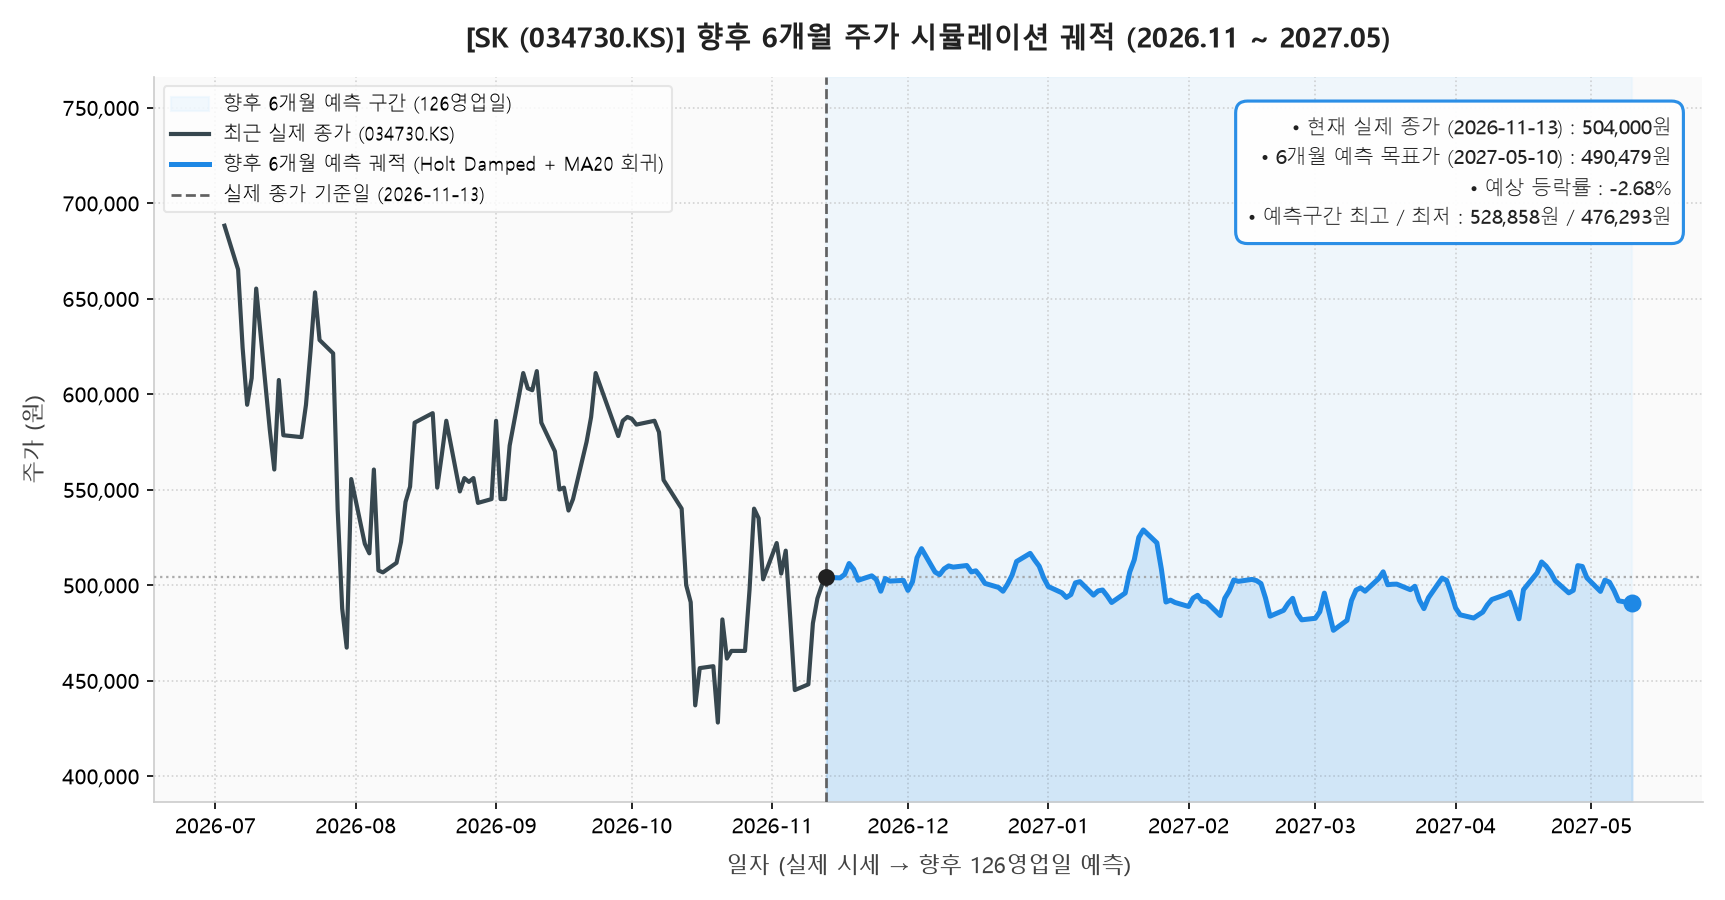 [SK (034730.KS)] 향후 6개월 주가 시뮬레이션 궤적 (2026.11 ~ 2027.05)
향후 6개월 예측 구간 (126영업일)
최근 실제 종가 (034730.KS)
향후 6개월 예측 궤적 (Holt Damped + MA20 회귀)
실제 종가 기준일 (2026-11-13)
• 현재 실제 종가 (2026-11-13) : 504,000원
• 6개월 예측 목표가 (2027-05-10) : 490,479원
• 예상 등락률 : -2.68%
• 예측구간 최고 / 최저 : 528,858원 / 476,293원
주가 (원)
750,000
700,000
650,000
600,000
550,000
500,000
450,000
400,000
2026-07 2026-08 2026-09 2026-10 2026-11 2026-12 2027-01 2027-02 2027-03 2027-04 2027-05
일자 (실제 시세 → 향후 126영업일 예측)